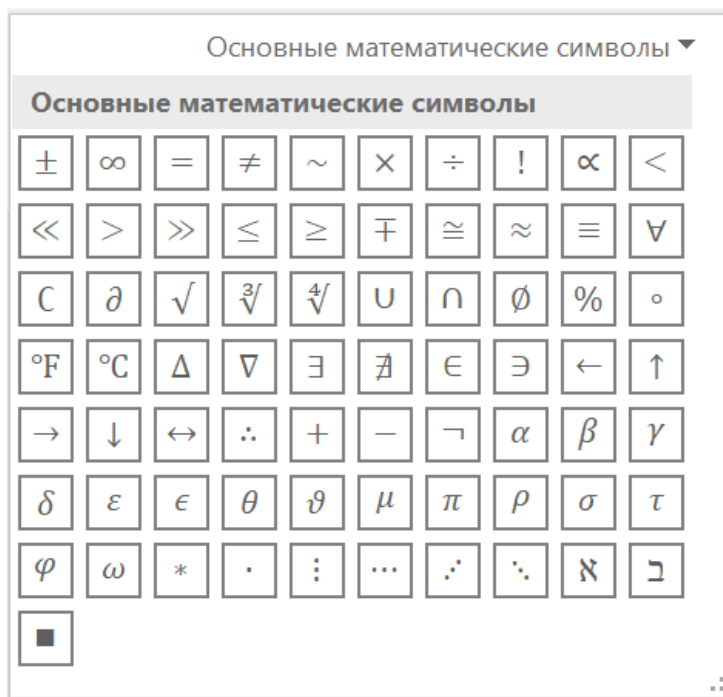 Основные математические символы
Основные математические символы
± ∞ = ≠ ~ × ÷ ! ∝ <
≪ > ≫ ≤ ≥ ∓ ≅ ≈ ≡ ∀
∁ ∂ √ ∛ ∜ ∪ ∩ ∅ % °
℉ ℃ ∆ ∇ ∃ ∄ ∈ ∋ ← ↑
→ ↓ ↔ ∴ + − ¬ α β γ
δ ε ϵ θ ϑ μ π ρ σ τ
φ ω * ∙ ⋮ ⋯ ⋰ ⋱ ℵ ℶ
∎